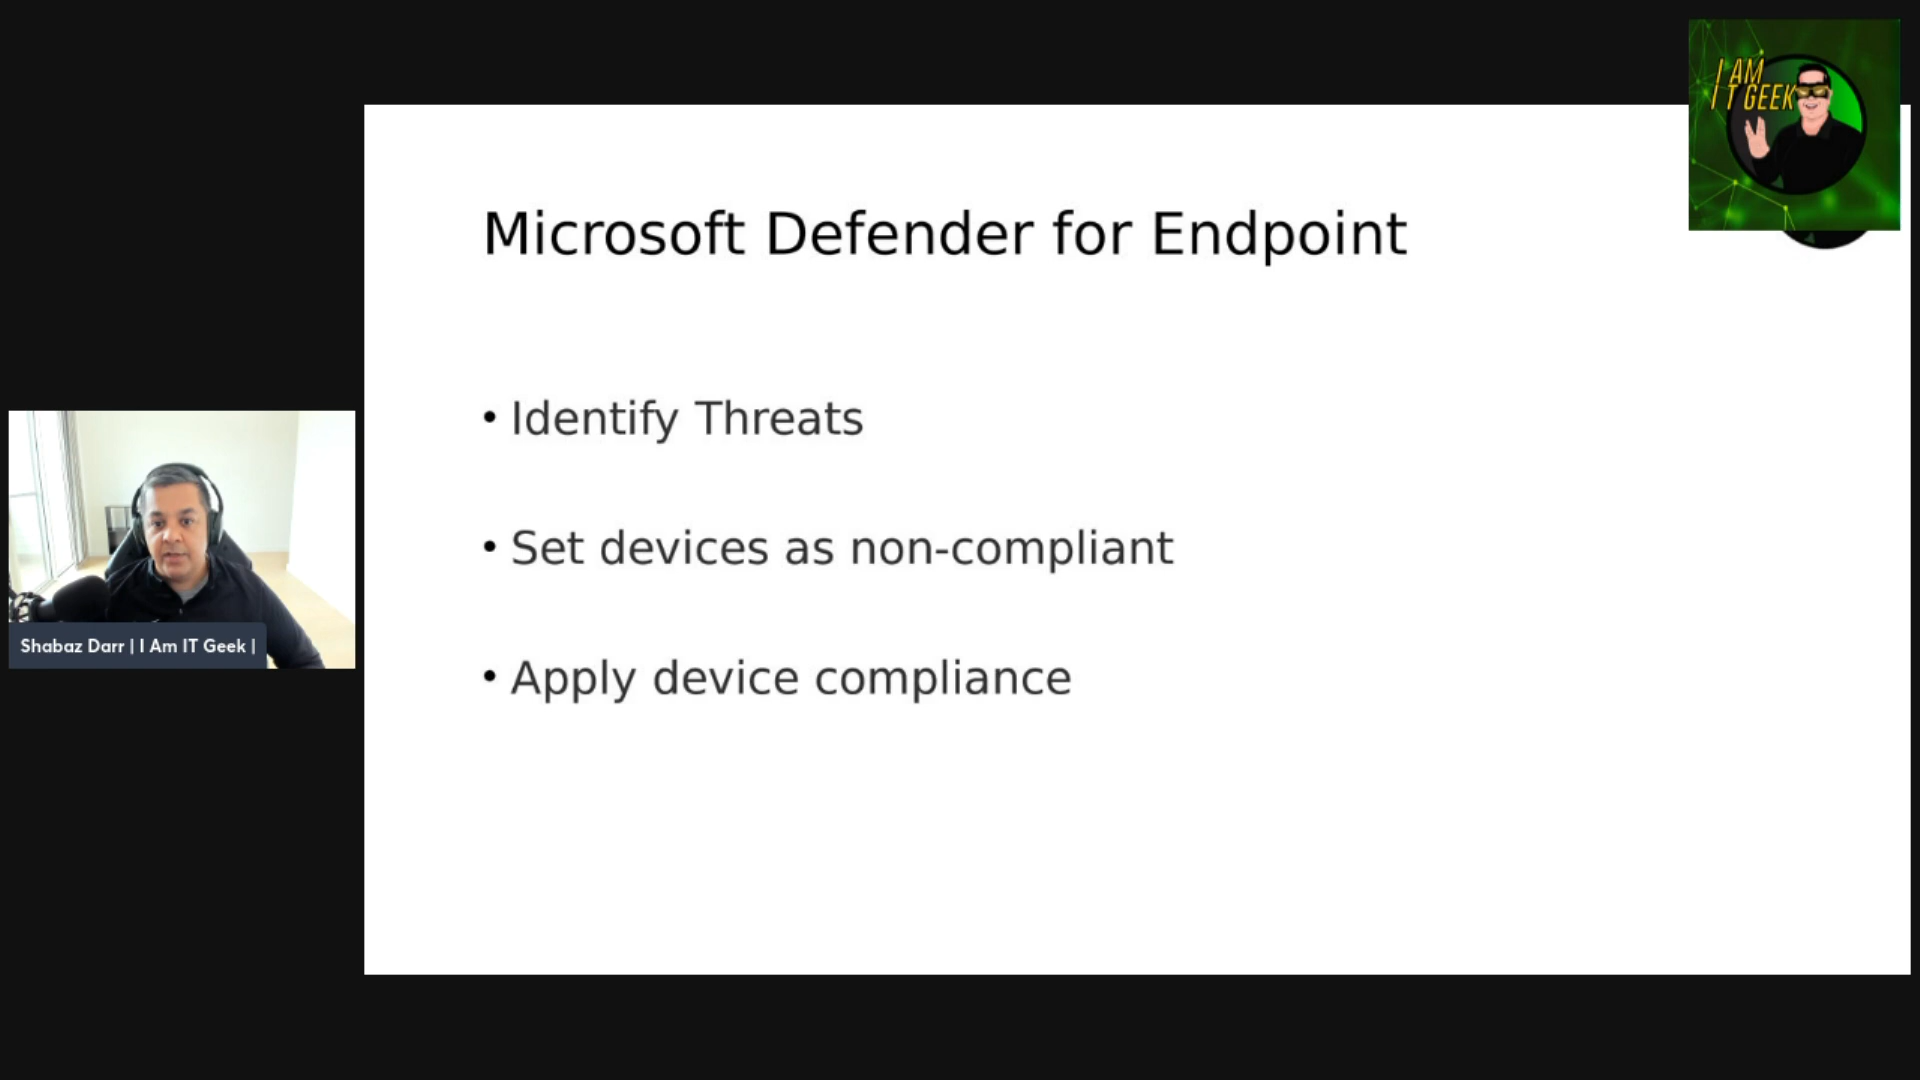 I AM
I T GEEK
Microsoft Defender for Endpoint
• Identify Threats
• Set devices as non-compliant
• Apply device compliance
Shabaz Darr | I Am IT Geek |